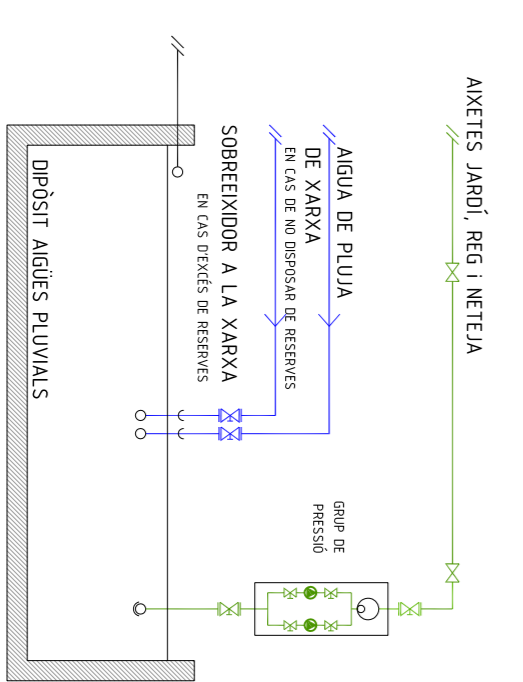 AIXETES JARDÍ, REG i NETEJA
AIGUA DE PLUJA
DE XARXA
EN CAS DE NO DISPOSAR DE RESERVES
SOBREEIXIDOR A LA XARXA
EN CAS D'EXCÉS DE RESERVES
GRUP DE
PRESSIÓ
DIPÒSIT AIGÜES PLUVIALS